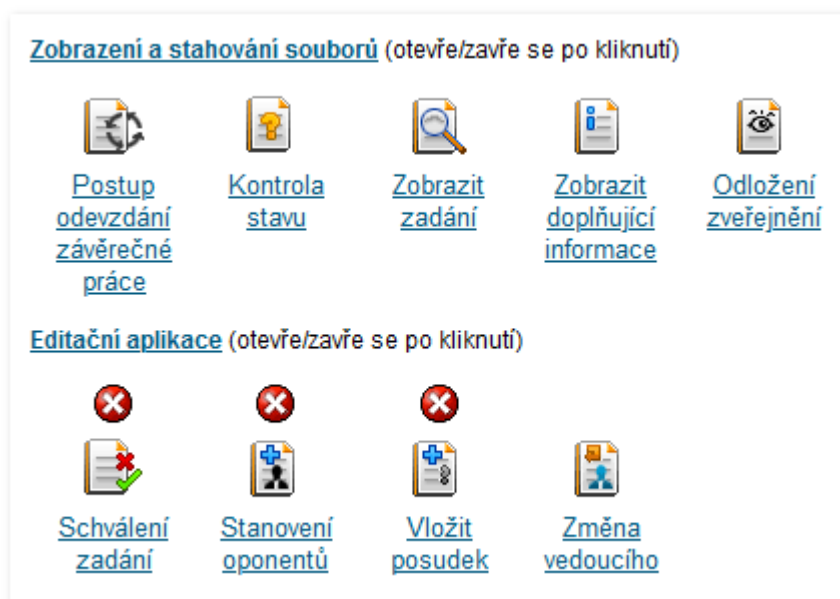 Zobrazení a stahování souborů (otevře/zavře se po kliknutí)
Postup odevzdání závěrečné práce
Kontrola stavu
Zobrazit zadání
Zobrazit doplňující informace
Odložení zveřejnění
Editační aplikace (otevře/zavře se po kliknutí)
Schválení zadání
Stanovení oponentů
Vložit posudek
Změna vedoucího